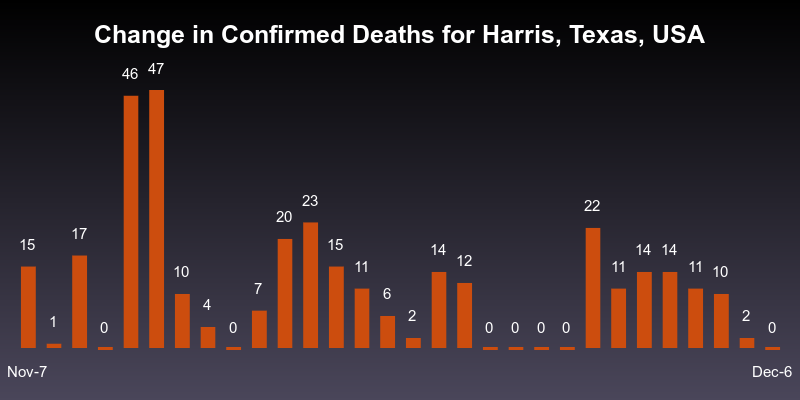 Change in Confirmed Deaths for Harris, Texas, USA
15 1 17 0 46 47 10 4 0 7 20 23 15 11 6 2 14 12 0 0 0 0 22 11 14 14 11 10 2 0
Nov-7 Dec-6